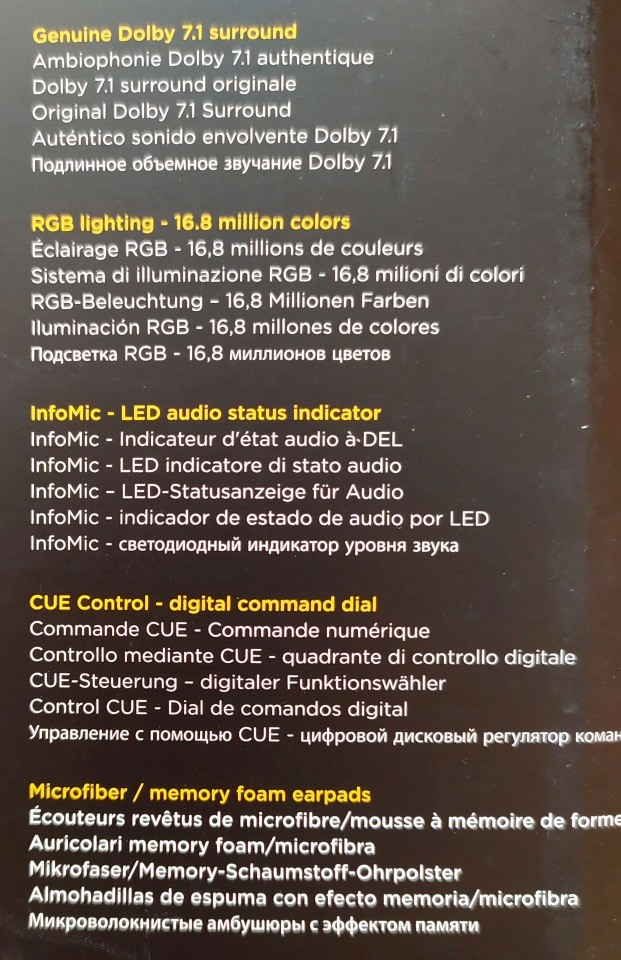 Genuine Dolby 7.1 surround
Ambiophonie Dolby 7.1 authentique
Dolby 7.1 surround originale
Original Dolby 7.1 Surround
Auténtico sonido envolvente Dolby 7.1
Подлинное объемное звучание Dolby 7.1
RGB lighting - 16.8 million colors
Éclairage RGB - 16,8 millions de couleurs
Sistema di illuminazione RGB - 16,8 milioni di colori
RGB-Beleuchtung – 16,8 Millionen Farben
Iluminación RGB - 16,8 millones de colores
Подсветка RGB - 16,8 миллионов цветов
InfoMic - LED audio status indicator
InfoMic - Indicateur d'état audio à DEL
InfoMic - LED indicatore di stato audio
InfoMic – LED-Statusanzeige für Audio
InfoMic - indicador de estado de audio por LED
InfoMic - светодиодный индикатор уровня звука
CUE Control - digital command dial
Commande CUE - Commande numérique
Controllo mediante CUE - quadrante di controllo digitale
CUE-Steuerung – digitaler Funktionswähler
Control CUE - Dial de comandos digital
Управление с помощью CUE - цифровой дисковый регулятор коман
Microfiber / memory foam earpads
Écouteurs revêtus de microfibre/mousse à mémoire de forme
Auricolari memory foam/microfibra
Mikrofaser/Memory-Schaumstoff-Ohrpolster
Almohadillas de espuma con efecto memoria/microfibra
Микроволокнистые амбушюры с эффектом памяти